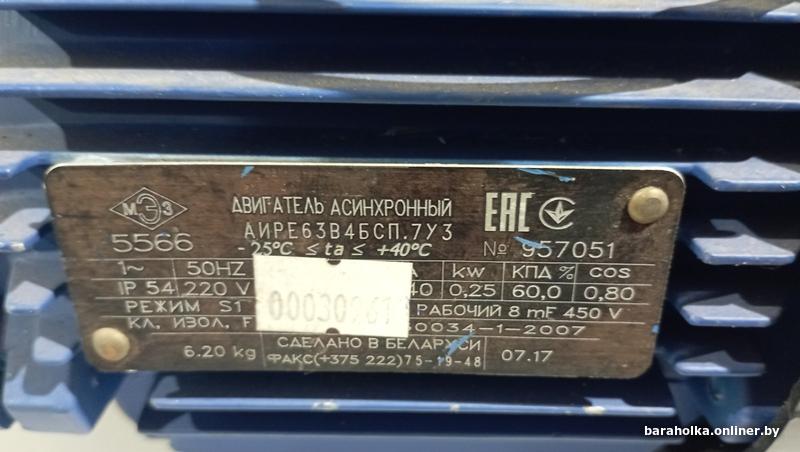 МЭЗ ДВИГАТЕЛЬ АСИНХРОННЫЙ ЕАС
5566 АИРЕ63В4БСП.7У3
-25°C ≤ ta ≤ +40°C № 957051
1~ 50HZ A kw КПД % cos
IP 54 220 V 40 0,25 60,0 0,80
РЕЖИМ S1 РАБОЧИЙ 8 mF 450 V
КЛ. ИЗОЛ. F 60034-1-2007
6.20 kg СДЕЛАНО В БЕЛАРУСИ 07.17
ФАКС(+375 222)75-19-48
baraholka.onliner.by